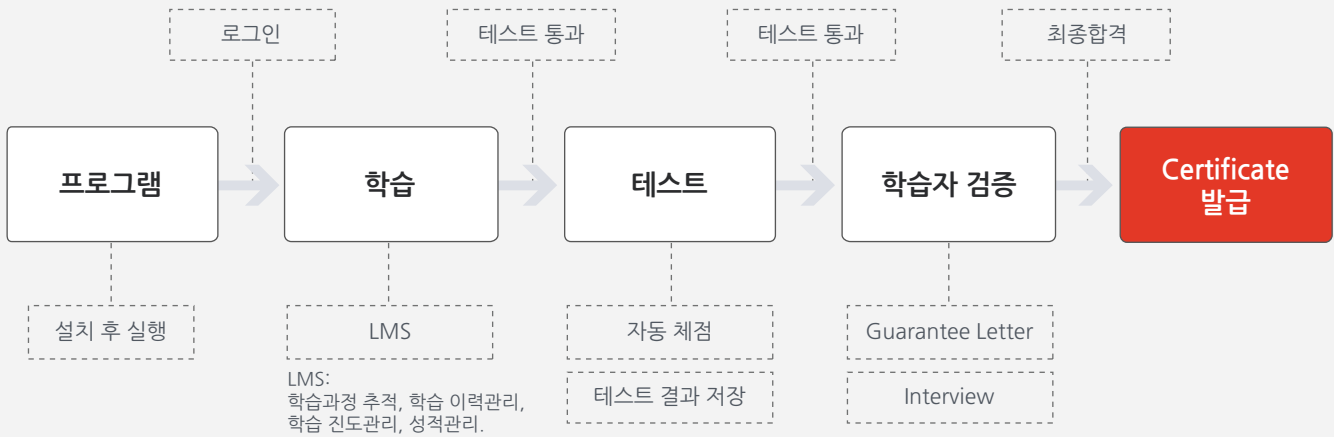 로그인
테스트 통과
테스트 통과
최종합격
프로그램
학습
테스트
학습자 검증
Certificate
발급
설치 후 실행
LMS
자동 체점
Guarantee Letter
LMS:
학습과정 추적, 학습 이력관리,
학습 진도관리, 성적관리.
테스트 결과 저장
Interview